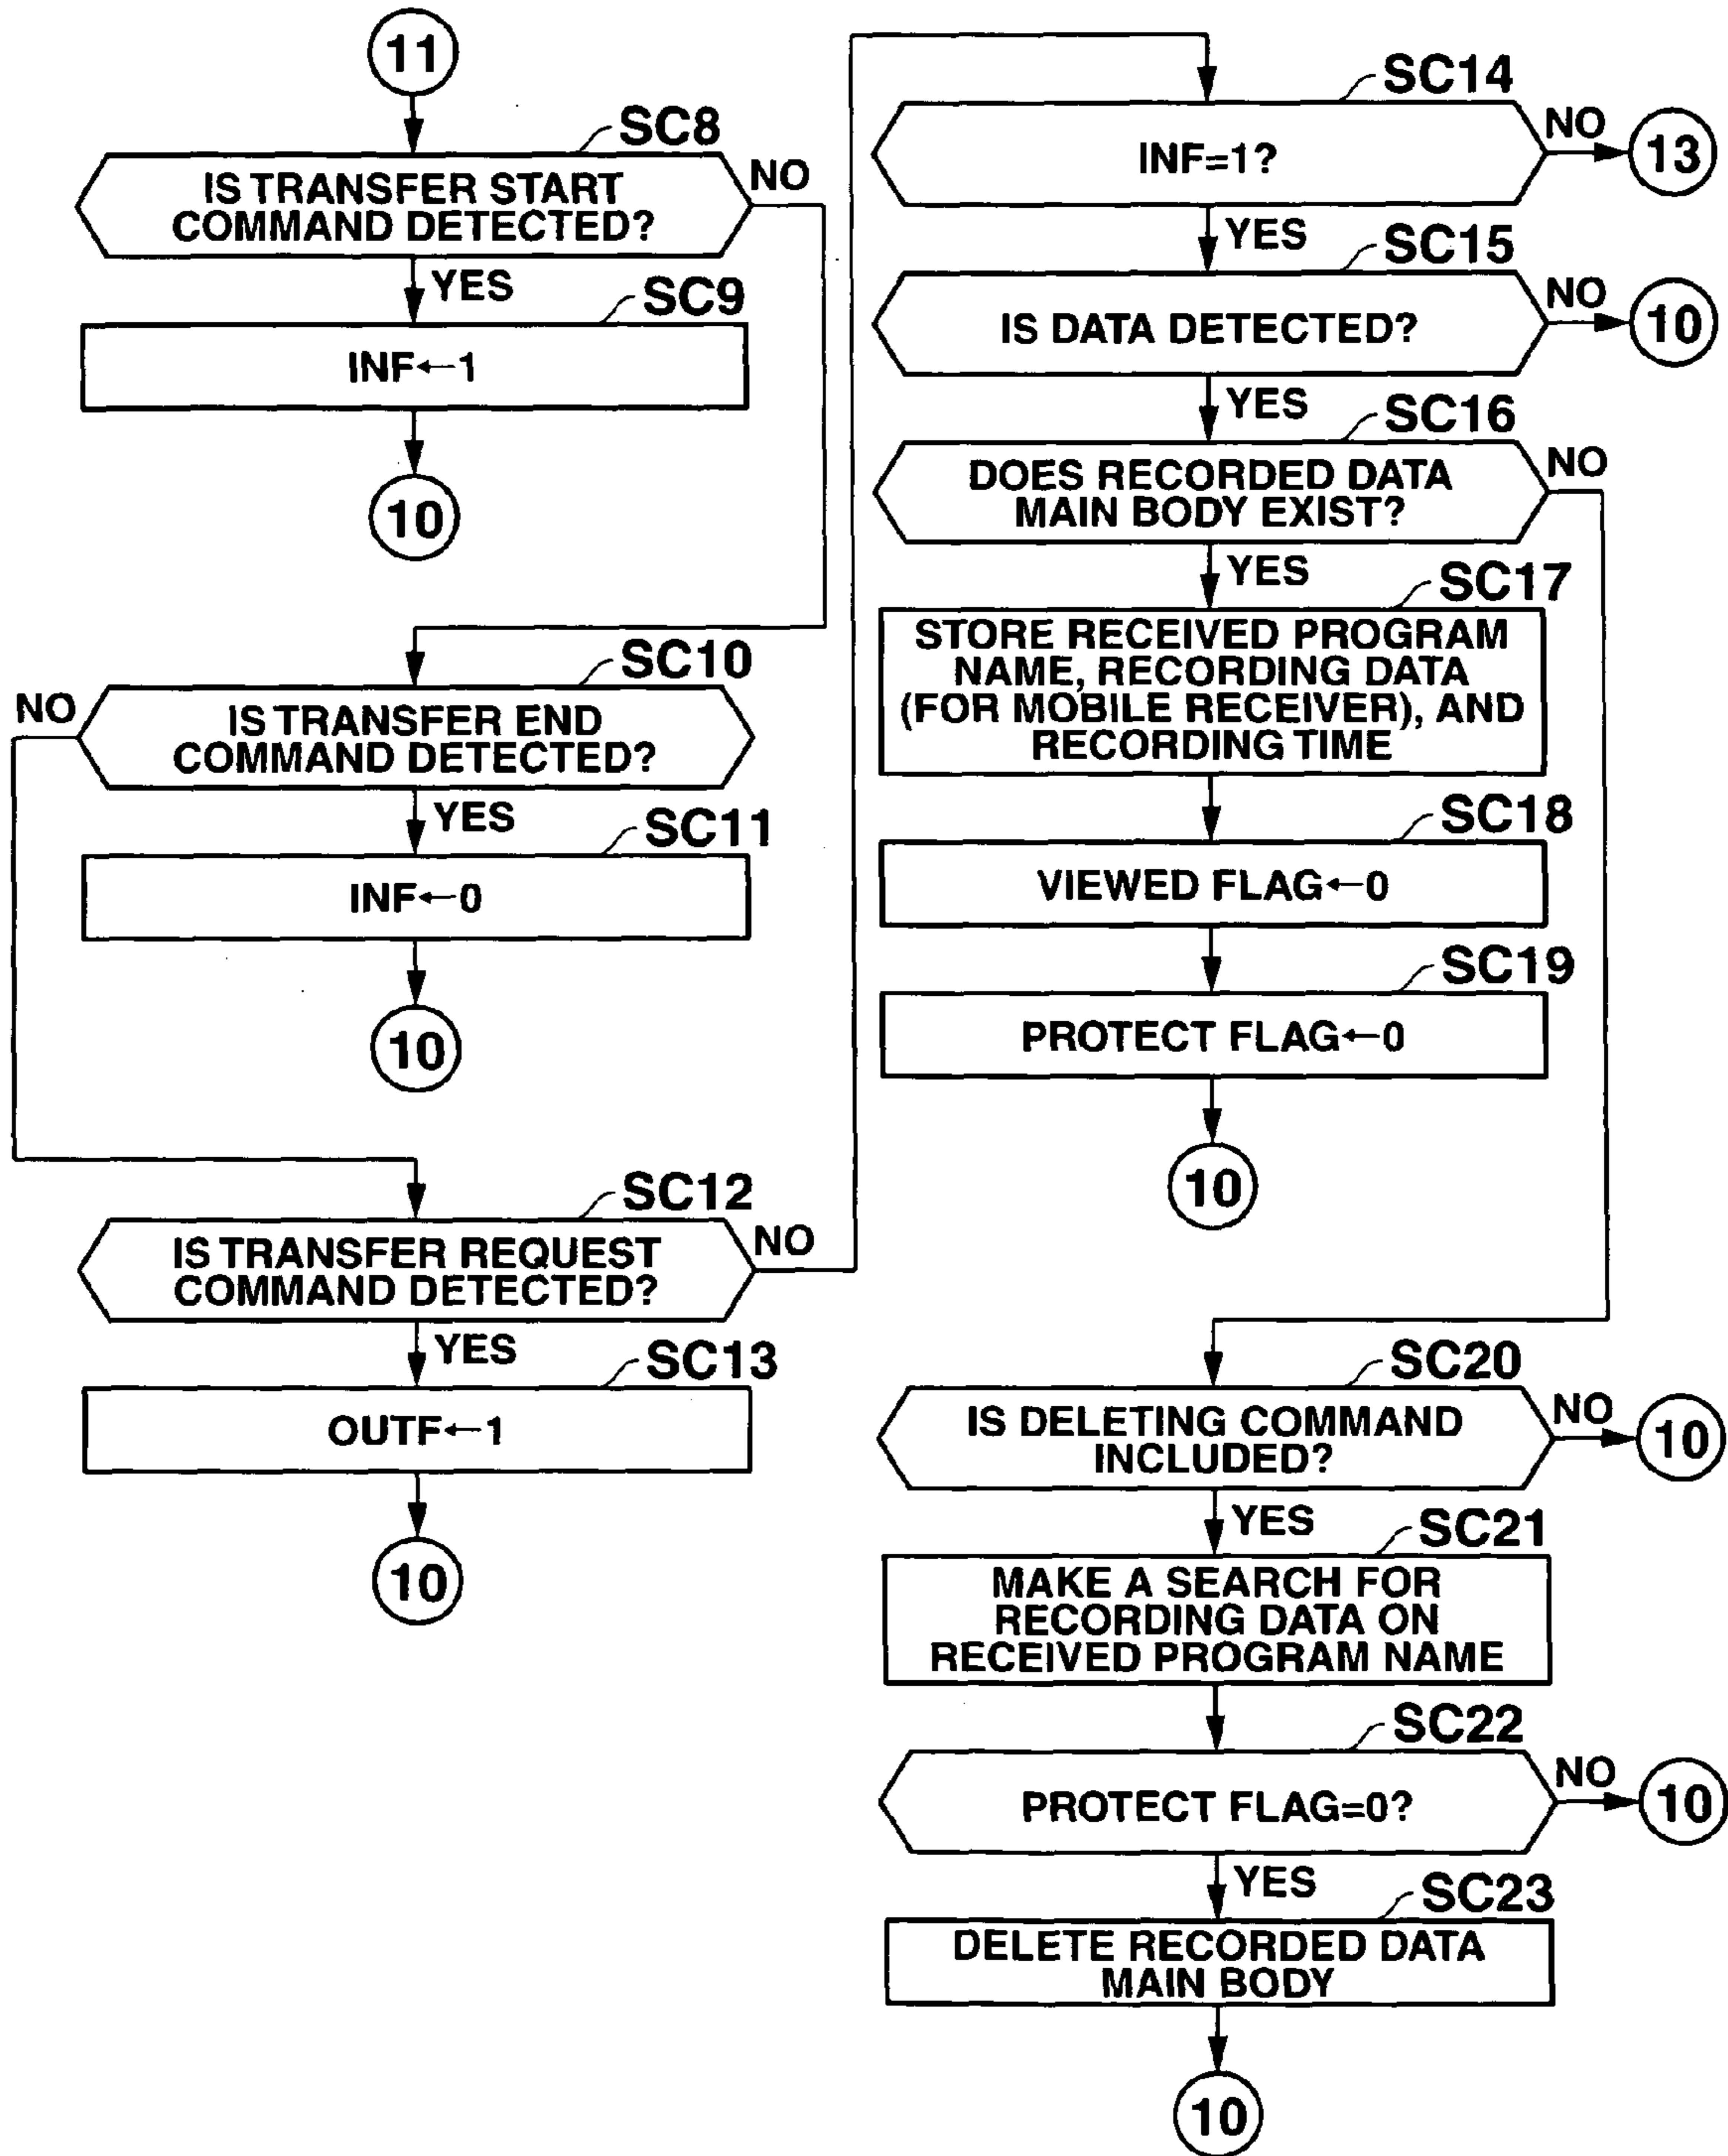 11
SC8
IS TRANSFER START
COMMAND DETECTED?
NO
YES
SC9
INF←1
10
SC10
NO
IS TRANSFER END
COMMAND DETECTED?
YES
SC11
INF←0
10
SC12
IS TRANSFER REQUEST
COMMAND DETECTED?
NO
YES
SC13
OUTF←1
10
SC14
INF=1?
NO
13
YES
SC15
IS DATA DETECTED?
NO
10
YES
SC16
DOES RECORDED DATA
MAIN BODY EXIST?
NO
YES
SC17
STORE RECEIVED PROGRAM
NAME, RECORDING DATA
(FOR MOBILE RECEIVER), AND
RECORDING TIME
SC18
VIEWED FLAG←0
SC19
PROTECT FLAG←0
10
SC20
IS DELETING COMMAND
INCLUDED?
NO
10
YES
SC21
MAKE A SEARCH FOR
RECORDING DATA ON
RECEIVED PROGRAM NAME
SC22
PROTECT FLAG=0?
NO
10
YES
SC23
DELETE RECORDED DATA
MAIN BODY
10